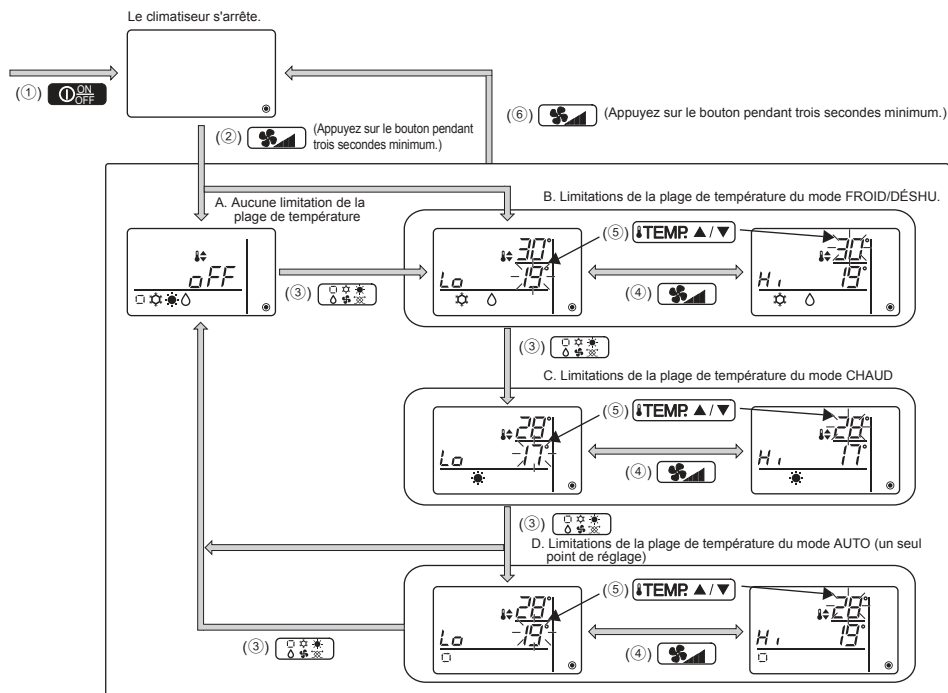 Le climatiseur s'arrête.
(①) ON
OFF
(②) (Appuyez sur le bouton pendant
trois secondes minimum.)
(⑥) (Appuyez sur le bouton pendant trois secondes minimum.)
A. Aucune limitation de la
plage de température
oFF
(③)
B. Limitations de la plage de température du mode FROID/DÉSHU.
30°
Lo 19°
(⑤) TEMP. ▲/▼
(④)
30°
Hi 19°
(③)
C. Limitations de la plage de température du mode CHAUD
28°
Lo 17°
(⑤) TEMP. ▲/▼
(④)
28°
Hi 17°
(③)
D. Limitations de la plage de température du mode AUTO (un seul
point de réglage)
28°
Lo 19°
(⑤) TEMP. ▲/▼
(④)
28°
Hi 19°
(③)